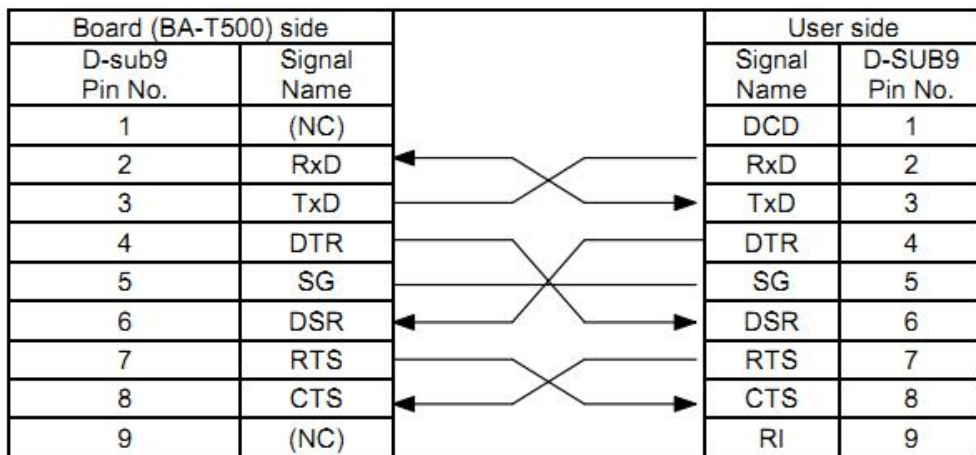 Board (BA-T500) side User side
D-sub9 Signal Signal D-SUB9
Pin No. Name Name Pin No.
1 (NC) DCD 1
2 RxD RxD 2
3 TxD TxD 3
4 DTR DTR 4
5 SG SG 5
6 DSR DSR 6
7 RTS RTS 7
8 CTS CTS 8
9 (NC) RI 9